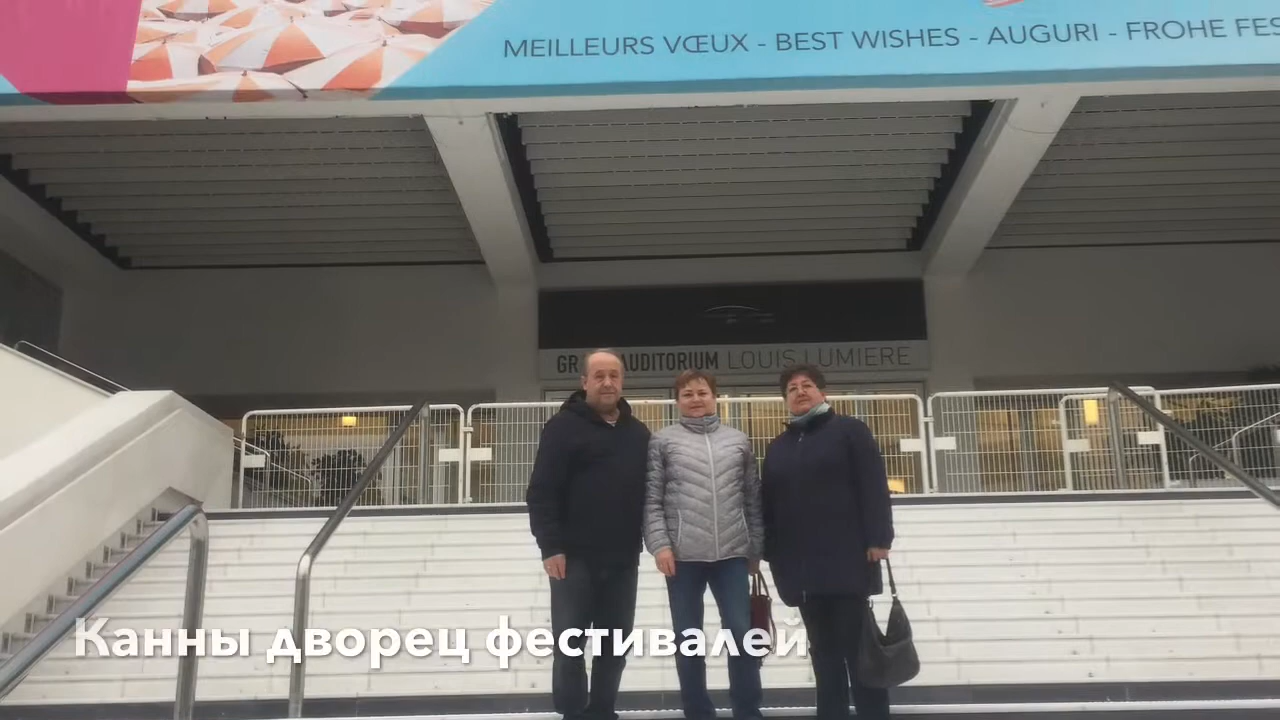 MEILLEURS VŒUX - BEST WISHES - AUGURI - FROHE FES
AUDITORIUM LOUIS LUMIERE
Канны дворец фестивалей